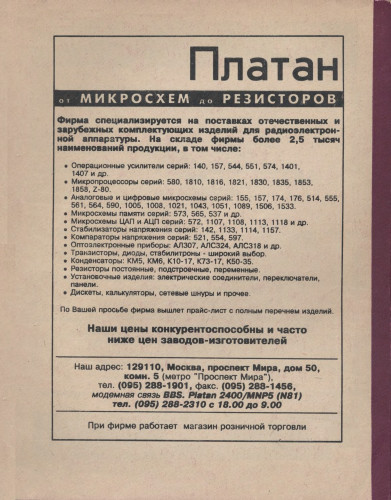 Платан
от МИКРОСХЕМ до РЕЗИСТОРОВ
Фирма специализируется на поставках отечественных и
зарубежных комплектующих изделий для радиоэлектрон-
ной аппаратуры. На складе фирмы более 2,5 тысяч
наименований продукции, в том числе:
• Операционные усилители серий: 140, 157, 544, 551, 574, 1401,
1407 и др.
• Микропроцессоры серий: 580, 1810, 1816, 1821, 1830, 1835, 1853,
1858, Z-80.
• Аналоговые и цифровые микросхемы серий: 155, 157, 174, 176, 514, 555,
561, 564, 590, 1005, 1008, 1021, 1043, 1051, 1089, 1506, 1533.
• Микросхемы памяти серий: 573, 565, 537 и др.
• Микросхемы ЦАП и АЦП серий: 572, 1107, 1108, 1113, 1118 и др.
• Стабилизаторы напряжения серий: 142, 1114, 1157.
• Компараторы напряжения серий: 521, 554, 597.
• Оптоэлектронные приборы: АЛ307, АЛС324, АЛС318 и др.
• Транзисторы, диоды, стабилитроны - широкий выбор.
• Конденсаторы: КМ5, КМ6, К10-17, К73-17, К50-35.
• Резисторы постоянные, подстроечные, переменные.
• Установочные изделия: электрические соединители, переключатели,
панели.
• Дискеты, калькуляторы, сетевые шнуры и прочее.
По Вашей просьбе фирма вышлет прайс-лист с полным перечнем изделий.
Наши цены конкурентоспособны и часто
ниже цен заводов-изготовителей
Наш адрес: 129110, Москва, проспект Мира, дом 50,
комн. 5 (метро "Проспект Мира"),
тел. (095) 288-1901, факс. (095) 288-1456,
модемная связь BBS. Platan 2400/MNP5 (N81)
тел. (095) 288-2310 с 18.00 до 9.00
При фирме работает магазин розничной торговли